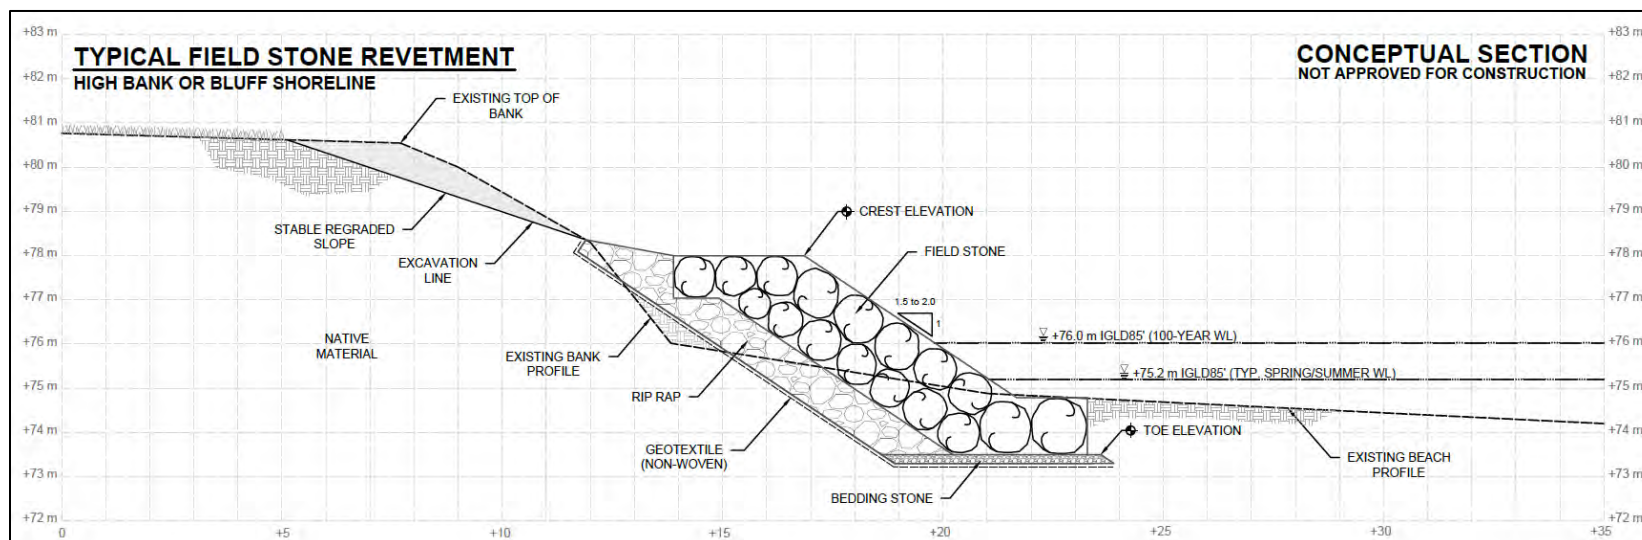 TYPICAL FIELD STONE REVETMENT
HIGH BANK OR BLUFF SHORELINE
CONCEPTUAL SECTION
NOT APPROVED FOR CONSTRUCTION
+83 m
+82 m
+81 m
+80 m
+79 m
+78 m
+77 m
+76 m
+75 m
+74 m
+73 m
+72 m
EXISTING TOP OF
BANK
STABLE REGRADED
SLOPE
EXCAVATION
LINE
NATIVE
MATERIAL
EXISTING BANK
PROFILE
RIP RAP
GEOTEXTILE
(NON-WOVEN)
CREST ELEVATION
FIELD STONE
1.5 to 2.0
1
+76.0 m IGLD85' (100-YEAR WL)
+75.2 m IGLD85' (TYP. SPRING/SUMMER WL)
TOE ELEVATION
BEDDING STONE
EXISTING BEACH
PROFILE
+83 m
+82 m
+81 m
+80 m
+79 m
+78 m
+77 m
+76 m
+75 m
+74 m
+73 m
+72 m
0
+5
+10
+15
+20
+25
+30
+35